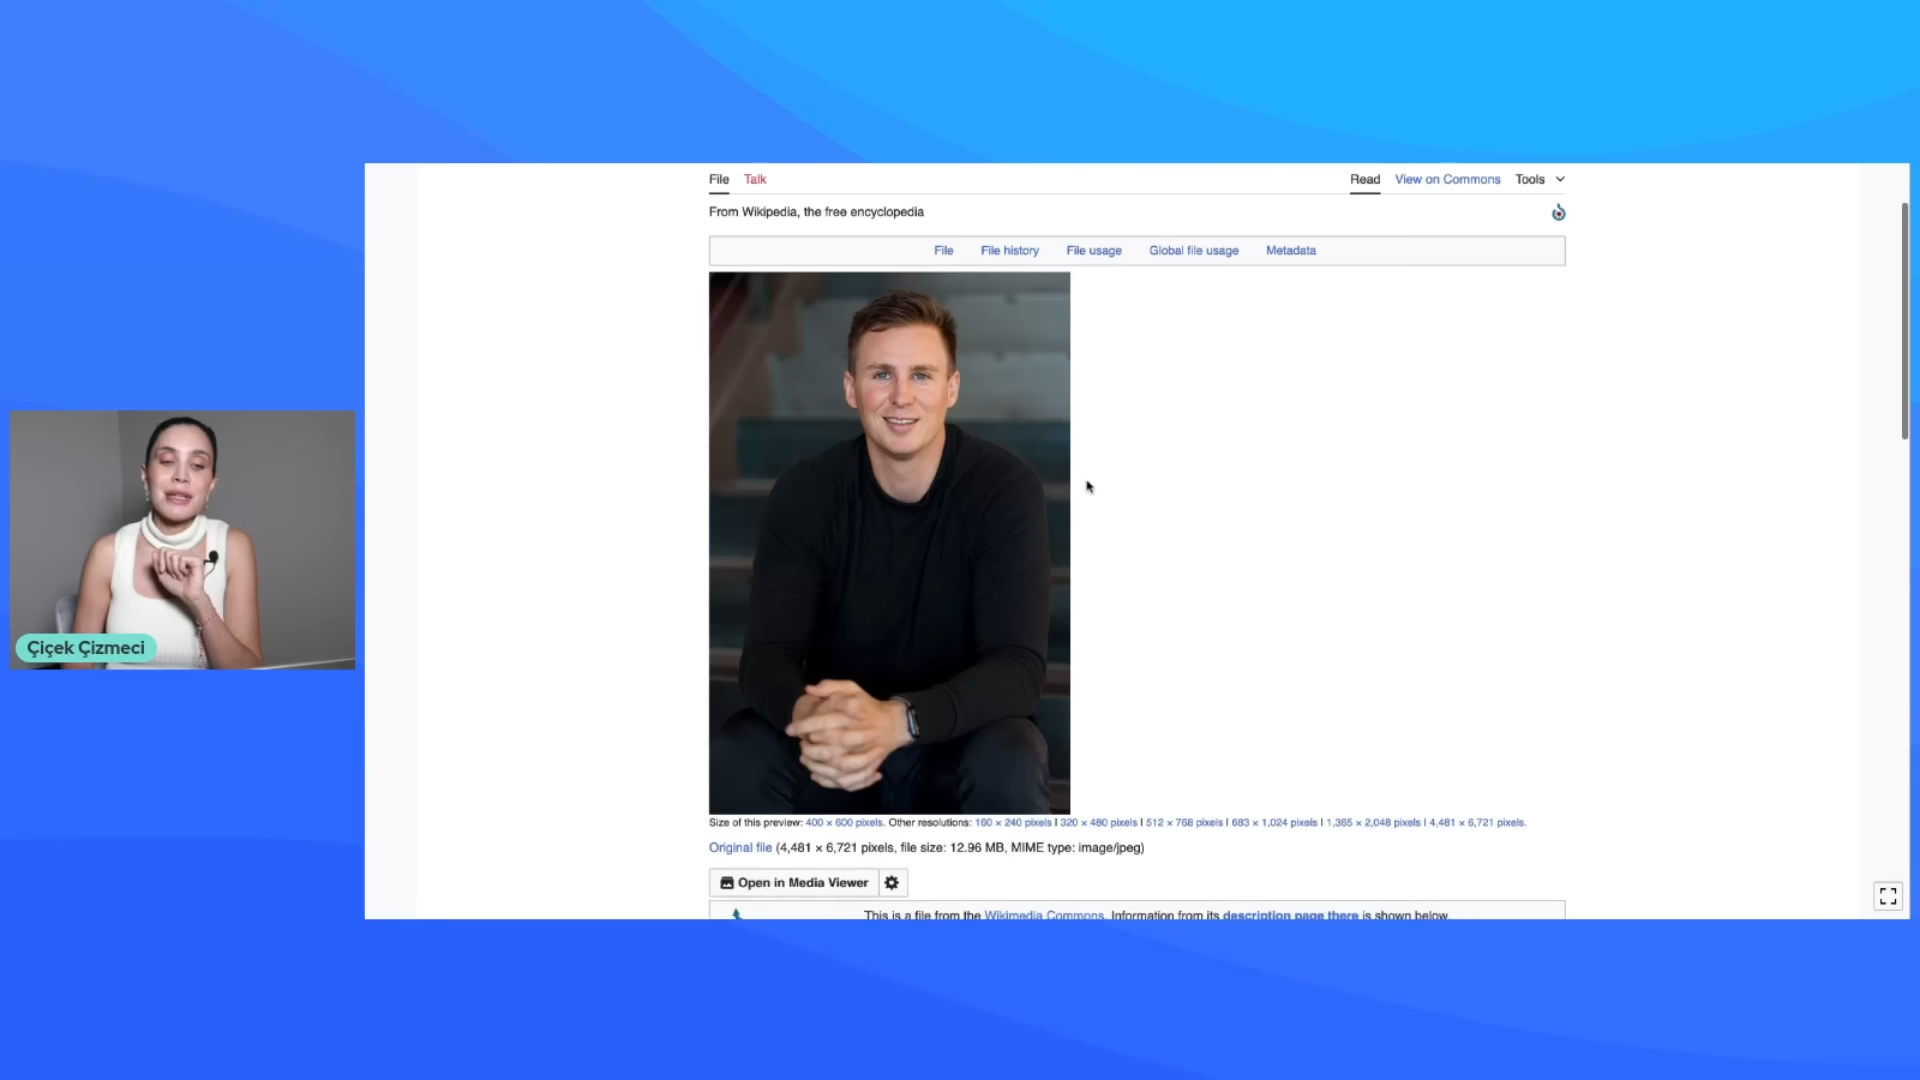 File Talk Read View on Commons Tools
From Wikipedia, the free encyclopedia
File File history File usage Global file usage Metadata
Çiçek Çizmeci
Size of this preview: 400 × 600 pixels. Other resolutions: 160 × 240 pixels | 320 × 480 pixels | 512 × 768 pixels | 683 × 1,024 pixels | 1,365 × 2,048 pixels | 4,481 × 6,721 pixels.
Original file (4,481 × 6,721 pixels, file size: 12.96 MB, MIME type: image/jpeg)
Open in Media Viewer
This is a file from the Wikimedia Commons. Information from its description page there is shown below.